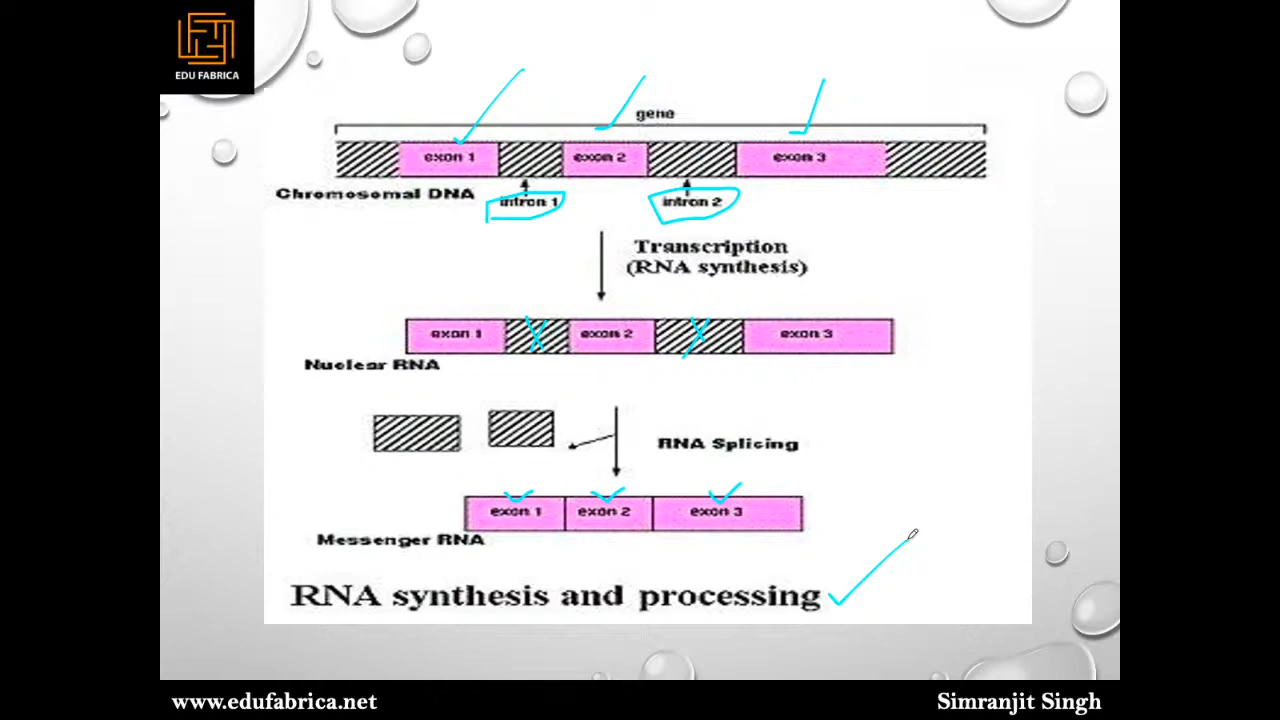 EDU FABRICA
gene
exon 1 exon 2 exon 3
Chromosomal DNA
intron 1 intron 2
Transcription
(RNA synthesis)
exon 1 exon 2 exon 3
Nuclear RNA
RNA Splicing
exon 1 exon 2 exon 3
Messenger RNA
RNA synthesis and processing
www.edufabrica.net Simranjit Singh